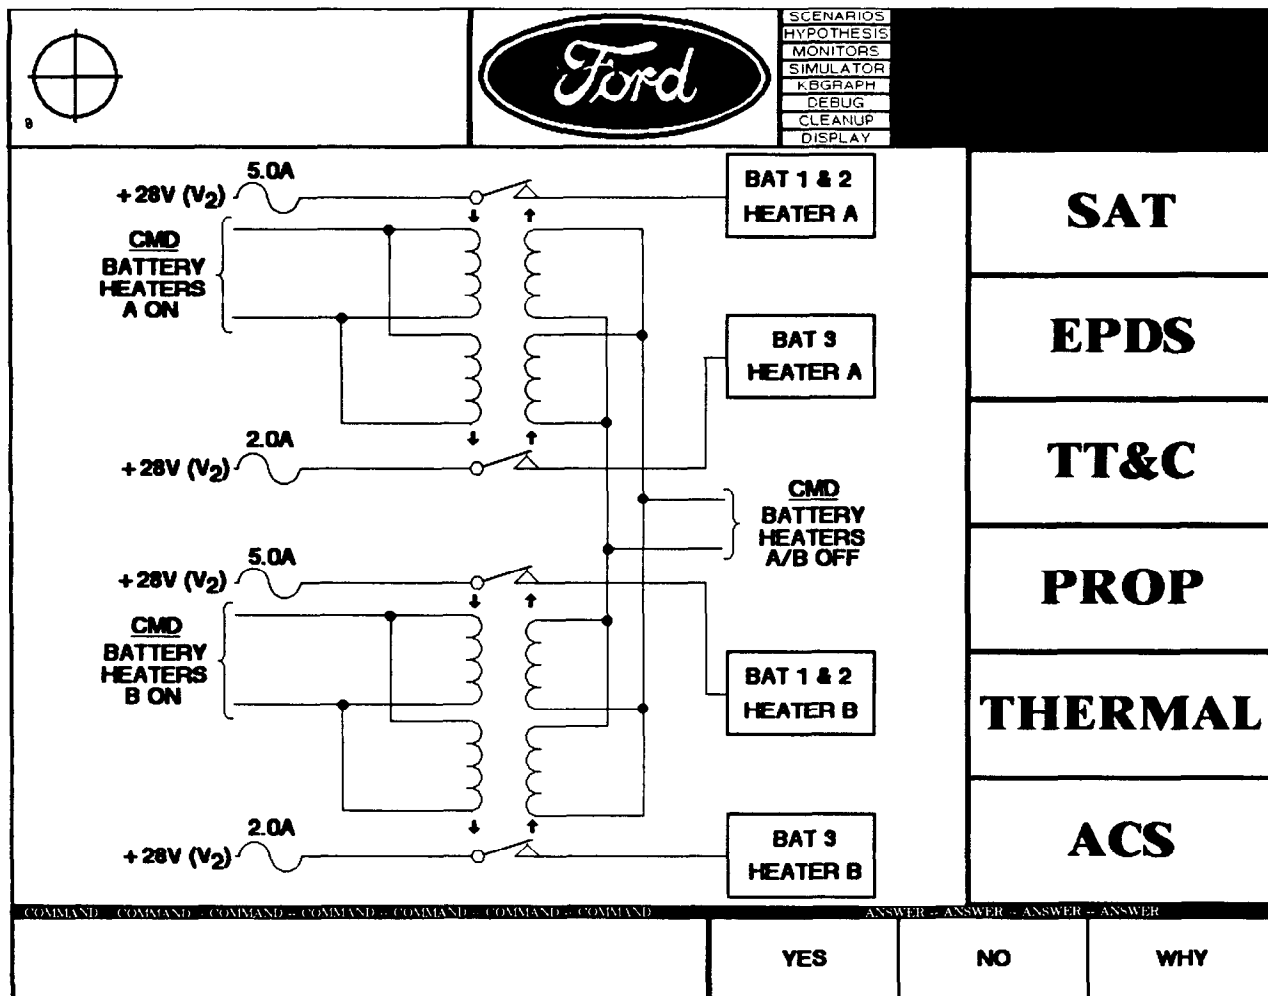 Ford
SCENARIOS
HYPOTHESIS
MONITORS
SIMULATOR
KBGRAPH
DEBUG
CLEANUP
DISPLAY
5.0A
+28V (V2)
CMD
BATTERY
HEATERS
A ON
BAT 1 & 2
HEATER A
BAT 3
HEATER A
2.0A
+28V (V2)
CMD
BATTERY
HEATERS
A/B OFF
5.0A
+28V (V2)
CMD
BATTERY
HEATERS
B ON
BAT 1 & 2
HEATER B
2.0A
+28V (V2)
BAT 3
HEATER B
SAT
EPDS
TT&C
PROP
THERMAL
ACS
COMMAND -- COMMAND -- COMMAND -- COMMAND -- COMMAND -- COMMAND -- COMMAND
ANSWER -- ANSWER -- ANSWER -- ANSWER
YES
NO
WHY